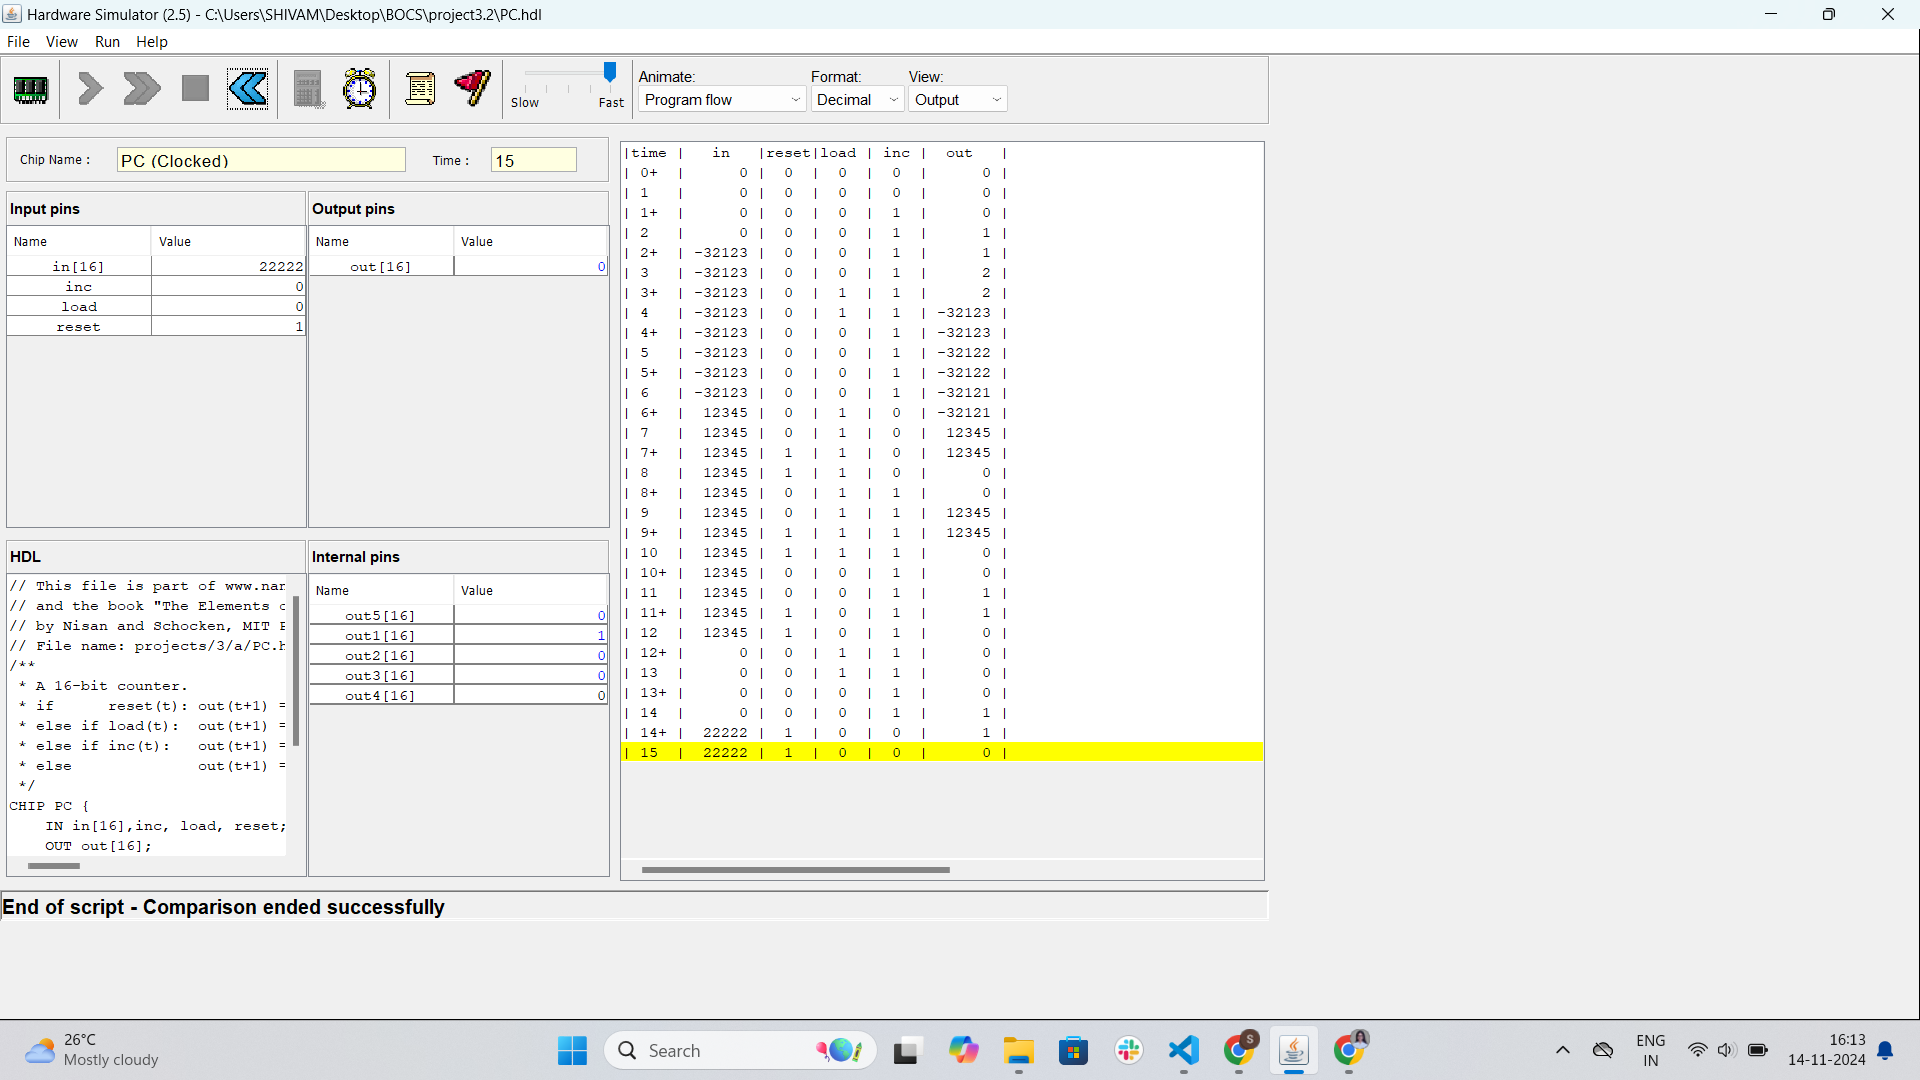 Hardware Simulator (2.5) - C:\Users\SHIVAM\Desktop\BOCS\project3.2\PC.hdl
File View Run Help
Slow Fast
Animate: Format: View:
Program flow Decimal Output
Chip Name : PC (Clocked) Time : 15
Input pins
Name Value
in[16] 22222
inc 0
load 0
reset 1
Output pins
Name Value
out[16] 0
HDL
// This file is part of www.nan
// and the book "The Elements o
// by Nisan and Schocken, MIT P
// File name: projects/3/a/PC.h
/**
* A 16-bit counter.
* if reset(t): out(t+1) =
* else if load(t): out(t+1) =
* else if inc(t): out(t+1) =
* else out(t+1) =
*/
CHIP PC {
IN in[16],inc, load, reset;
OUT out[16];
Internal pins
Name Value
out5[16] 0
out1[16] 1
out2[16] 0
out3[16] 0
out4[16] 0
|time | in |reset|load | inc | out |
| 0+ | 0 | 0 | 0 | 0 | 0 |
| 1 | 0 | 0 | 0 | 0 | 0 |
| 1+ | 0 | 0 | 0 | 1 | 0 |
| 2 | 0 | 0 | 0 | 1 | 1 |
| 2+ | -32123 | 0 | 0 | 1 | 1 |
| 3 | -32123 | 0 | 0 | 1 | 2 |
| 3+ | -32123 | 0 | 1 | 1 | 2 |
| 4 | -32123 | 0 | 1 | 1 | -32123 |
| 4+ | -32123 | 0 | 0 | 1 | -32123 |
| 5 | -32123 | 0 | 0 | 1 | -32122 |
| 5+ | -32123 | 0 | 0 | 1 | -32122 |
| 6 | -32123 | 0 | 0 | 1 | -32121 |
| 6+ | 12345 | 0 | 1 | 0 | -32121 |
| 7 | 12345 | 0 | 1 | 0 | 12345 |
| 7+ | 12345 | 1 | 1 | 0 | 12345 |
| 8 | 12345 | 1 | 1 | 0 | 0 |
| 8+ | 12345 | 0 | 1 | 1 | 0 |
| 9 | 12345 | 0 | 1 | 1 | 12345 |
| 9+ | 12345 | 1 | 1 | 1 | 12345 |
| 10 | 12345 | 1 | 1 | 1 | 0 |
| 10+ | 12345 | 0 | 0 | 1 | 0 |
| 11 | 12345 | 0 | 0 | 1 | 1 |
| 11+ | 12345 | 1 | 0 | 1 | 1 |
| 12 | 12345 | 1 | 0 | 1 | 0 |
| 12+ | 0 | 0 | 1 | 1 | 0 |
| 13 | 0 | 0 | 1 | 1 | 0 |
| 13+ | 0 | 0 | 0 | 1 | 0 |
| 14 | 0 | 0 | 0 | 1 | 1 |
| 14+ | 22222 | 1 | 0 | 0 | 1 |
| 15 | 22222 | 1 | 0 | 0 | 0 |
End of script - Comparison ended successfully
26°C
Mostly cloudy
Search
S
ENG
IN
16:13
14-11-2024